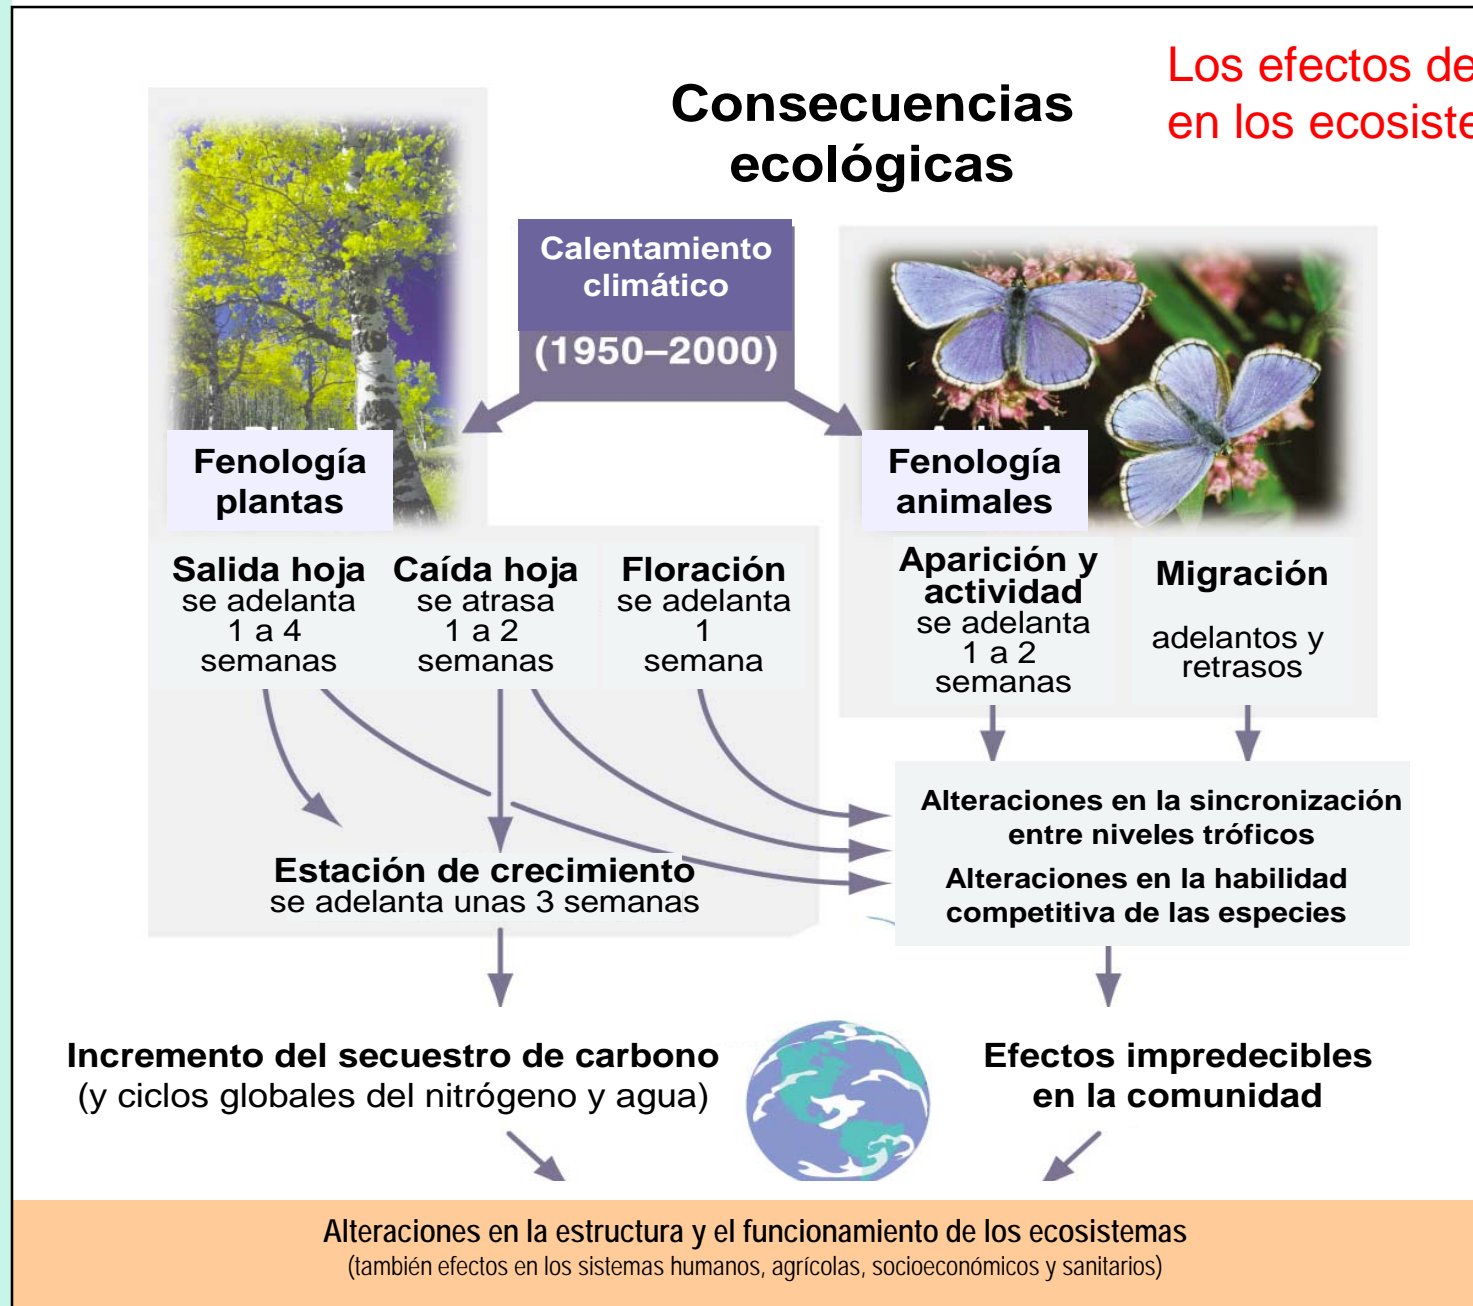 Los efectos de
en los ecosiste
Consecuencias
ecológicas
Calentamiento
climático
(1950–2000)
Fenología
plantas
Fenología
animales
Salida hoja
se adelanta
1 a 4
semanas
Caída hoja
se atrasa
1 a 2
semanas
Floración
se adelanta
1
semana
Aparición y
actividad
se adelanta
1 a 2
semanas
Migración
adelantos y
retrasos
Alteraciones en la sincronización
entre niveles tróficos
Alteraciones en la habilidad
competitiva de las especies
Estación de crecimiento
se adelanta unas 3 semanas
Incremento del secuestro de carbono
(y ciclos globales del nitrógeno y agua)
Efectos impredecibles
en la comunidad
Alteraciones en la estructura y el funcionamiento de los ecosistemas
(también efectos en los sistemas humanos, agrícolas, socioeconómicos y sanitarios)